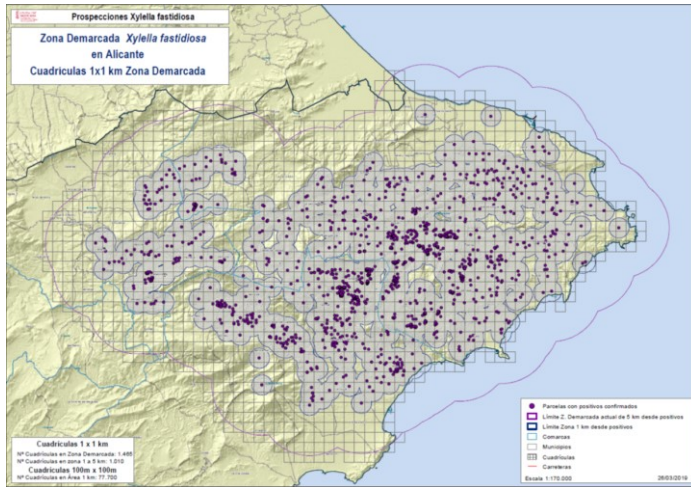 Prospecciones Xylella fastidiosa
Zona Demarcada Xylella fastidiosa
en Alicante
Cuadrículas 1x1 km Zona Demarcada
Cuadrículas 1 x 1 km
Nº Cuadrículas en Zona Demarcada: 1.465
Nº Cuadrículas en zona 1 a 5 km: 1.010
Cuadrículas 100m x 100m
Nº Cuadrículas en Área 1 km: 77.700
Parcelas con positivos confirmados
Límite Z. Demarcada actual de 5 km desde positivos
Límite Zona 1 km desde positivos
Comarcas
Municipios
Cuadrículas
Carreteras
Escala 1:170.000